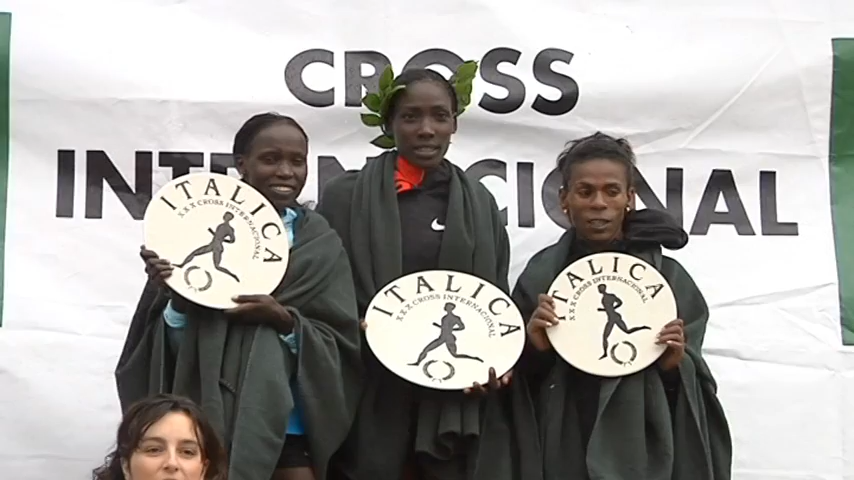 CROSS
INTERNACIONAL
ITALICA
XXX CROSS INTERNACIONAL
ITALICA
XXX CROSS INTERNACIONAL
ITALICA
XXX CROSS INTERNACIONAL